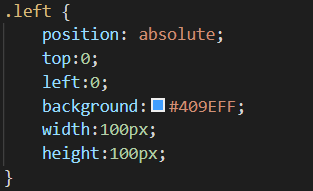 .left {
    position: absolute;
    top:0;
    left:0;
    background:#409EFF;
    width:100px;
    height:100px;
}